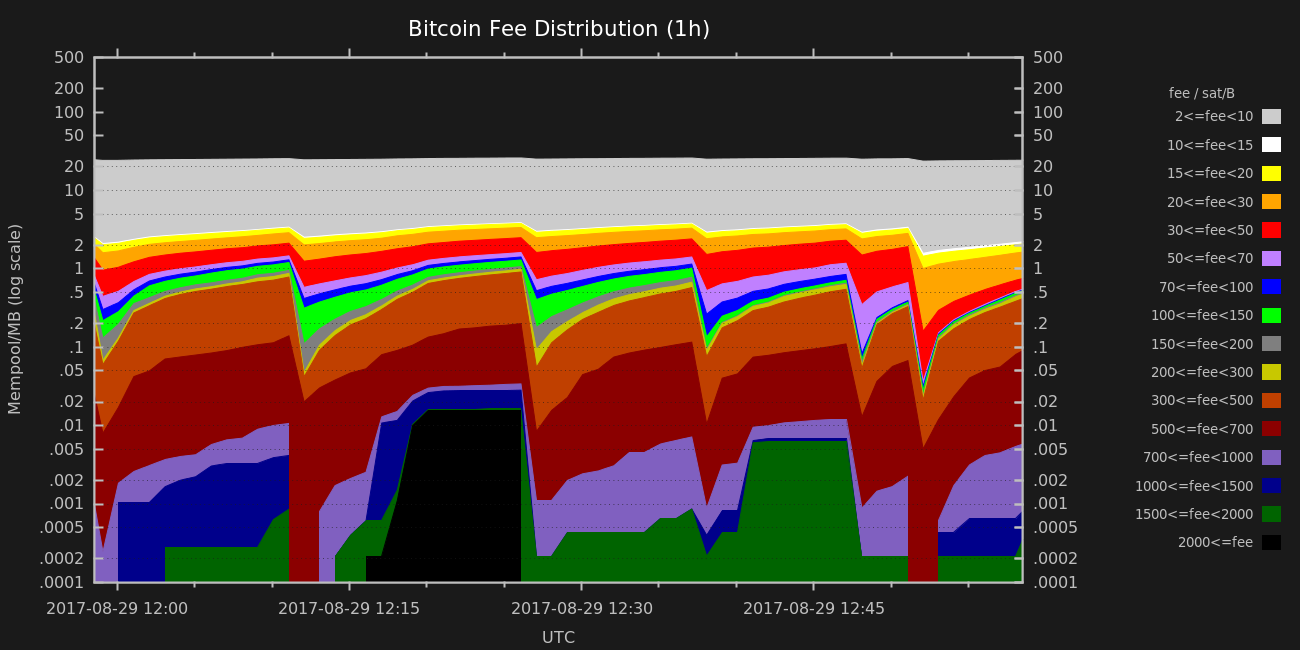 Bitcoin Fee Distribution (1h)
Mempool/MB (log scale)
500
200
100
50
20
10
5
2
1
.5
.2
.1
.05
.02
.01
.005
.002
.001
.0005
.0002
.0001
500
200
100
50
20
10
5
2
1
.5
.2
.1
.05
.02
.01
.005
.002
.001
.0005
.0002
.0001
2017-08-29 12:00
2017-08-29 12:15
2017-08-29 12:30
2017-08-29 12:45
UTC
fee / sat/B
2<=fee<10
10<=fee<15
15<=fee<20
20<=fee<30
30<=fee<50
50<=fee<70
70<=fee<100
100<=fee<150
150<=fee<200
200<=fee<300
300<=fee<500
500<=fee<700
700<=fee<1000
1000<=fee<1500
1500<=fee<2000
2000<=fee